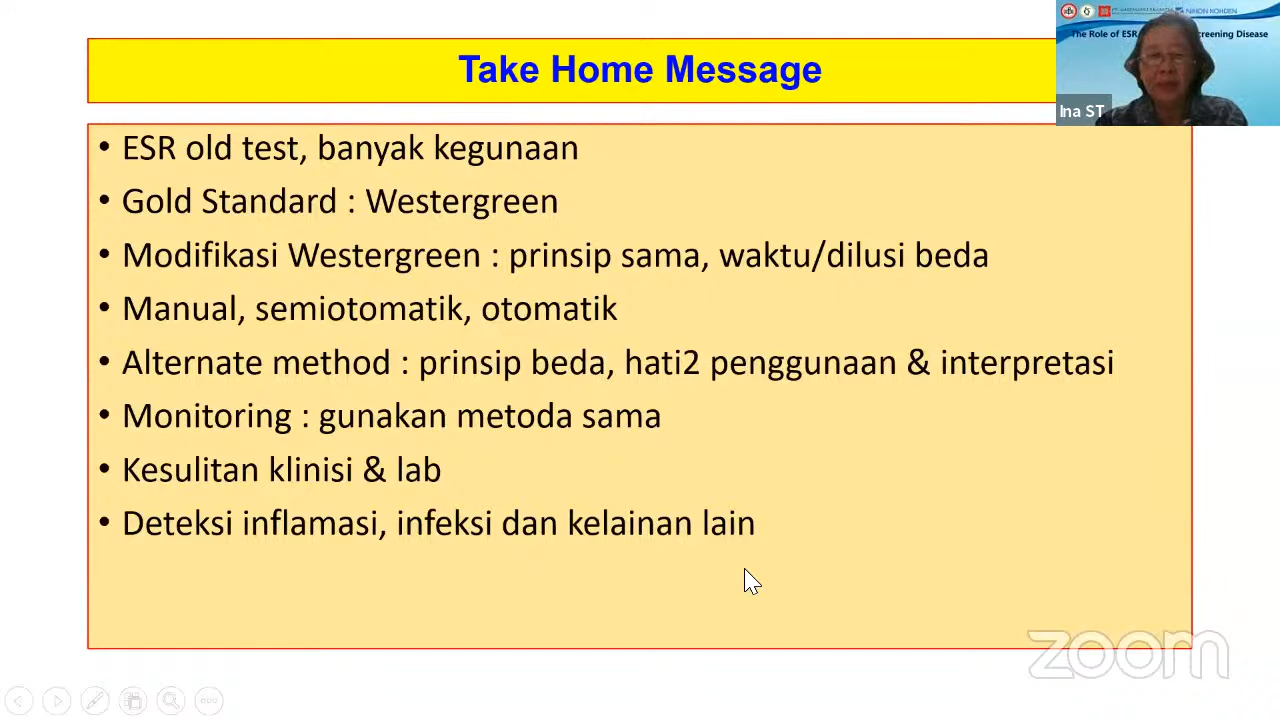 Take Home Message
• ESR old test, banyak kegunaan
• Gold Standard : Westergreen
• Modifikasi Westergreen : prinsip sama, waktu/dilusi beda
• Manual, semiotomatik, otomatik
• Alternate method : prinsip beda, hati2 penggunaan & interpretasi
• Monitoring : gunakan metoda sama
• Kesulitan klinisi & lab
• Deteksi inflamasi, infeksi dan kelainan lain
NIHON KOHDEN
The Role of ESR creening Disease
Ina ST
zoom